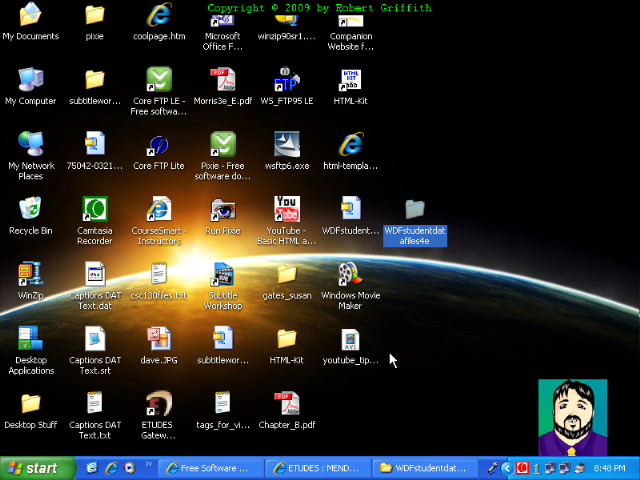 Copyright © 2009 by Robert Griffith
My Documents
pixie
coolpage.htm
Microsoft Office F...
winzip90sr1....
Companion Website f...
My Computer
subtitlewor...
Core FTP LE - Free softwa...
Morris3e_E.pdf
WS_FTP95 LE
HTML-Kit
My Network Places
75042-0321...
Core FTP Lite
Pixie - Free software do...
wsftp6.exe
html-templa...
Recycle Bin
Camtasia Recorder
CourseSmart - Instructors
Run Pixie
YouTube - Basic HTML a...
WDFstudent...
WDFstudentdatafiles4e
WinZip
Captions DAT Text.dat
csc130files.txt
Subtitle Workshop
gates_susan
Windows Movie Maker
Desktop Applications
Captions DAT Text.srt
dave.JPG
subtitlewor...
HTML-Kit
youtube_tip...
Desktop Stuff
Captions DAT Text.txt
ETUDES Gatew...
tags_for_vi...
Chapter_B.pdf
start
Free Software ...
ETUDES : MEND...
WDFstudentdat...
8:48 PM